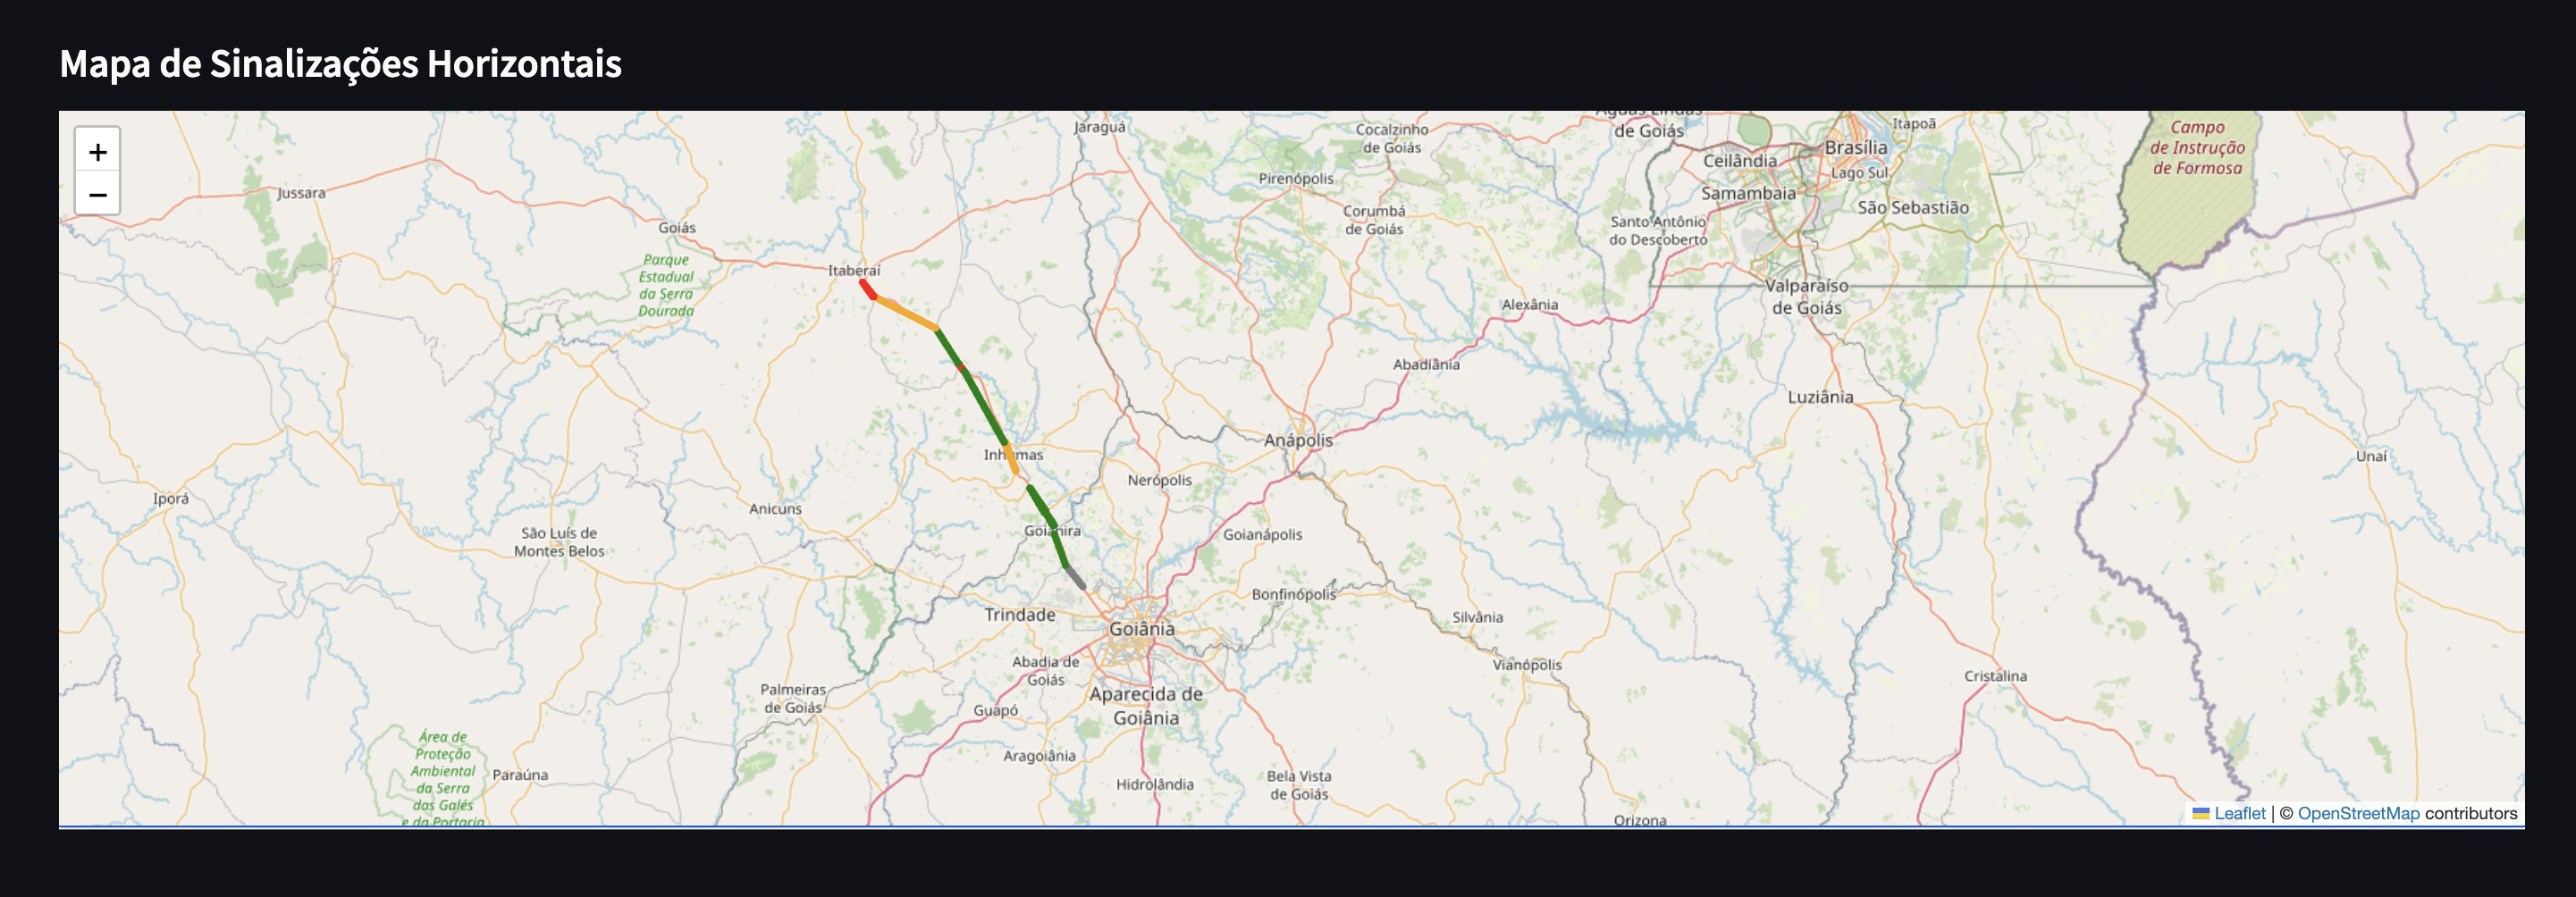 Mapa de Sinalizações Horizontais
+
−
Jaraguá
Cocalzinho
de Goiás
de Goiás
Itapoã
Brasília
Ceilândia
Lago Sul
Samambaia
São Sebastião
Campo
de Instrução
de Formosa
Jussara
Pirenópolis
Corumbá
de Goiás
Santo Antônio
do Descoberto
Goiás
Parque
Estadual
da Serra
Dourada
Itaberaí
Valparaíso
de Goiás
Alexânia
Abadiânia
Luziânia
Anápolis
Unaí
Nerópolis
Iporá
Anicuns
São Luís de
Montes Belos
Goianápolis
Bonfinópolis
Trindade
Goiânia
Silvânia
Abadia de
Goiás
Vianópolis
Cristalina
Palmeiras
de Goiás
Aparecida de
Goiânia
Guapó
Aragoiânia
Hidrolândia
Bela Vista
de Goiás
Área de
Proteção
Ambiental
da Serra
das Galés
e da Portaria
Paraúna
Orizona
Leaflet | © OpenStreetMap contributors